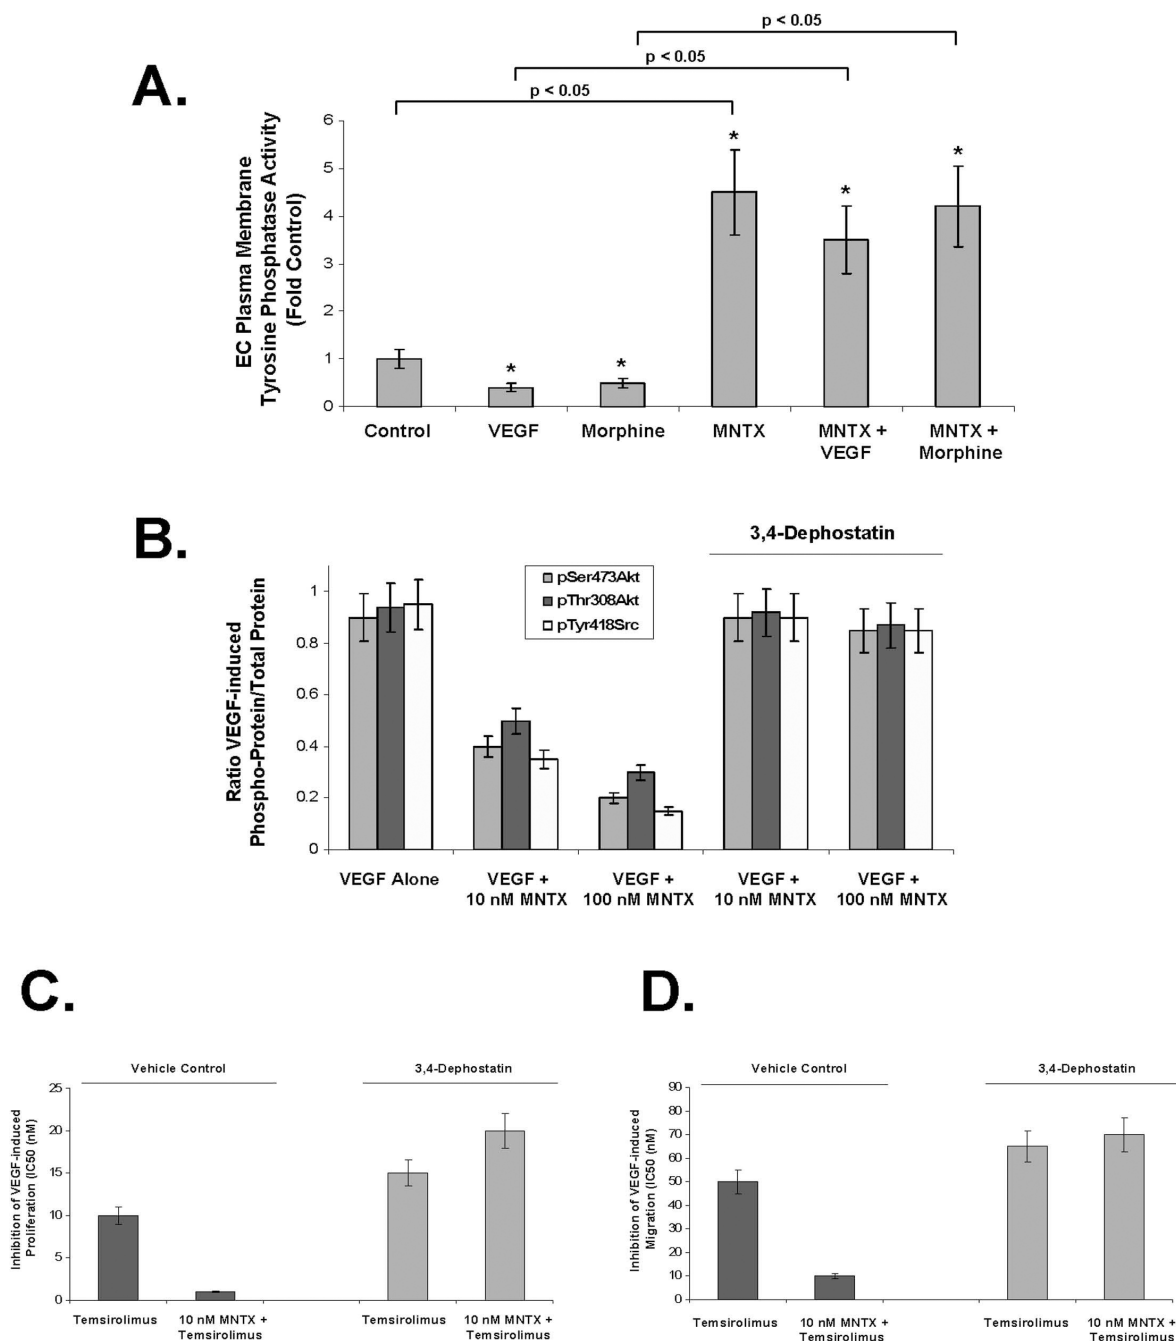 A.
p < 0.05
p < 0.05
p < 0.05
EC Plasma Membrane
Tyrosine Phosphatase Activity
(Fold Control)
6
5
4
3
2
1
0
*
*
*
*
*
Control
VEGF
Morphine
MNTX
MNTX +
VEGF
MNTX +
Morphine
B.
3,4-Dephostatin
pSer473Akt
pThr308Akt
pTyr418Src
Ratio VEGF-induced
Phospho-Protein/Total Protein
1
0.8
0.6
0.4
0.2
0
VEGF Alone
VEGF +
10 nM MNTX
VEGF +
100 nM MNTX
VEGF +
10 nM MNTX
VEGF +
100 nM MNTX
C.
Vehicle Control
3,4-Dephostatin
Inhibition of VEGF-induced
Proliferation (IC50 (nM)
25
20
15
10
5
0
Temsirolimus
10 nM MNTX +
Temsirolimus
Temsirolimus
10 nM MNTX +
Temsirolimus
D.
Vehicle Control
3,4-Dephostatin
Inhibition of VEGF-induced
Migration (IC50 (nM)
90
80
70
60
50
40
30
20
10
0
Temsirolimus
10 nM MNTX +
Temsirolimus
Temsirolimus
10 nM MNTX +
Temsirolimus